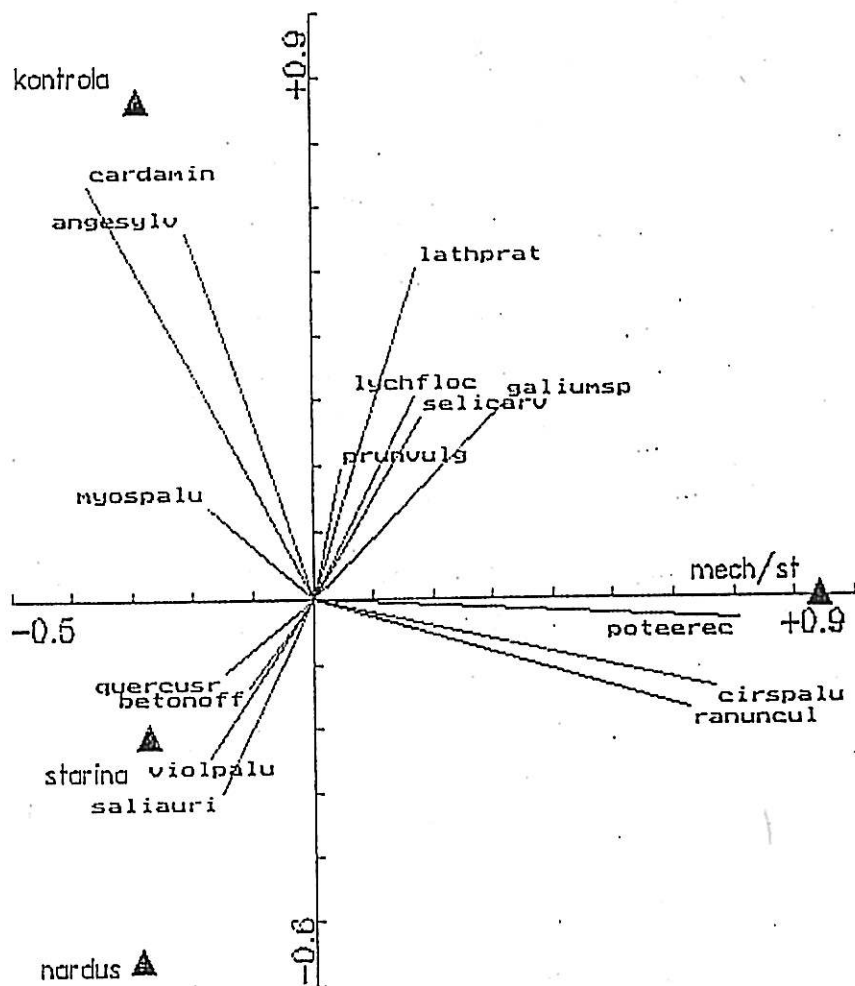 +0.9
kontrola
cardamin
angesylv
lathprat
lychfloc
galiumsp
selicarv
prunvulg
myospalu
mech/st
-0.5
+0.9
poteerec
quercusr
betonoff
cirspalu
ranuncul
starina
violpalu
saliauri
-0.6
nardus